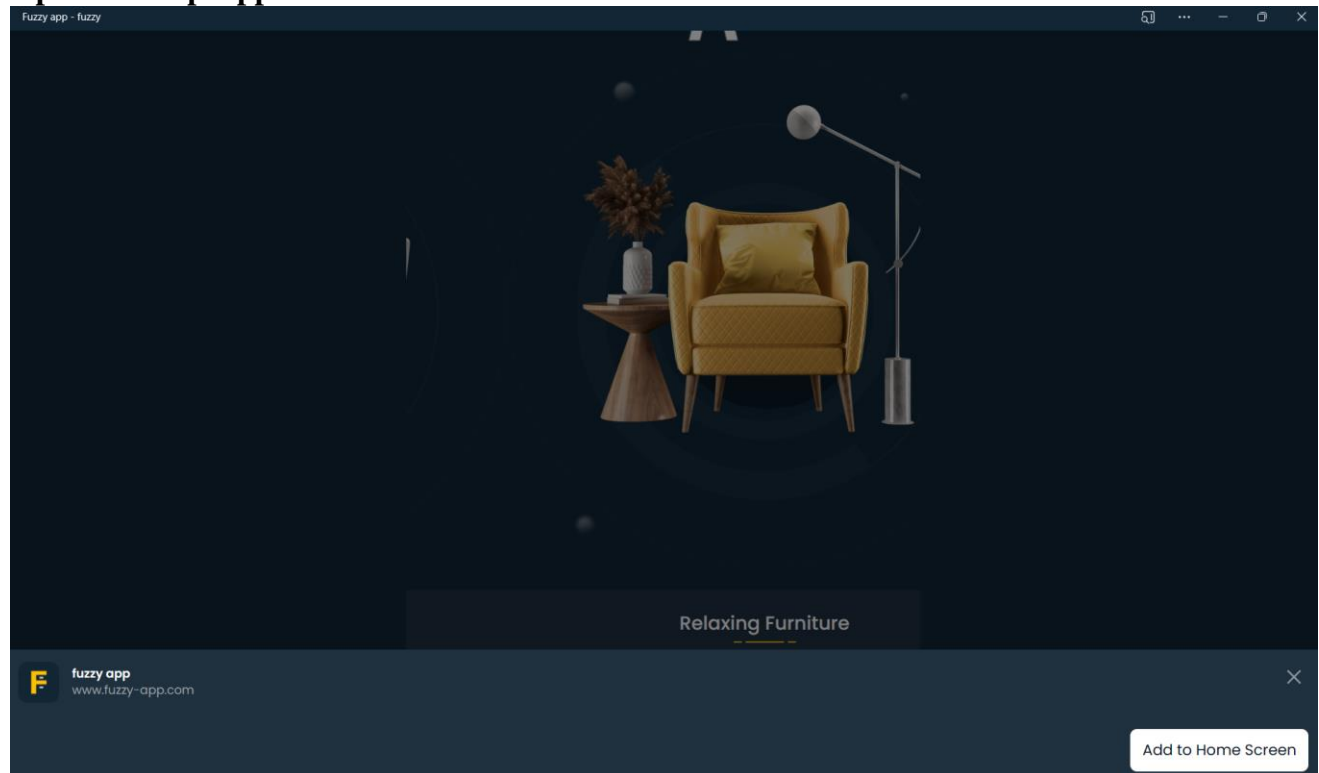 Fuzzy app - fuzzy
Relaxing Furniture
F
fuzzy app
www.fuzzy-app.com
Add to Home Screen